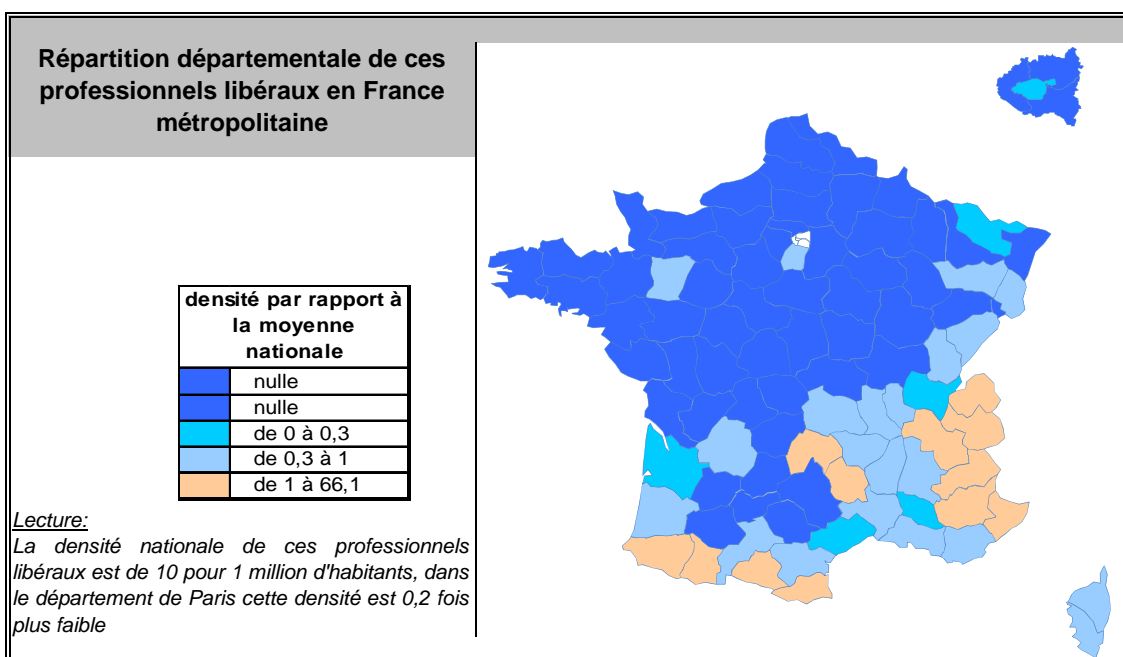 Répartition départementale de ces
professionnels libéraux en France
métropolitaine
densité par rapport à
la moyenne
nationale
nulle
nulle
de 0 à 0,3
de 0,3 à 1
de 1 à 66,1
Lecture:
La densité nationale de ces professionnels
libéraux est de 10 pour 1 million d'habitants, dans
le département de Paris cette densité est 0,2 fois
plus faible